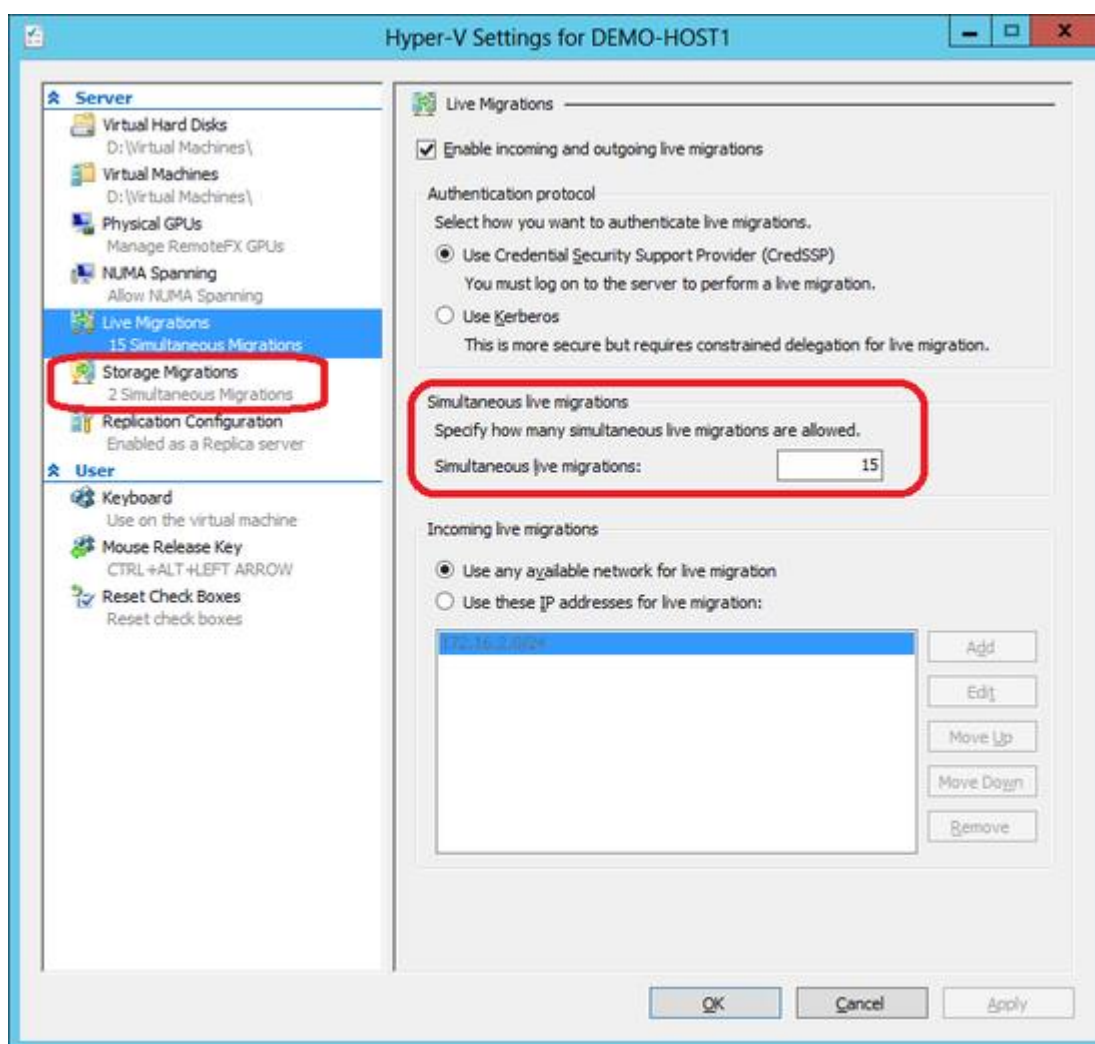 Hyper-V Settings for DEMO-HOST1
Server
Virtual Hard Disks
D:\Virtual Machines\
Virtual Machines
D:\Virtual Machines\
Physical GPUs
Manage RemoteFX GPUs
NUMA Spanning
Allow NUMA Spanning
Live Migrations
15 Simultaneous Migrations
Storage Migrations
2 Simultaneous Migrations
Replication Configuration
Enabled as a Replica server
User
Keyboard
Use on the virtual machine
Mouse Release Key
CTRL+ALT+LEFT ARROW
Reset Check Boxes
Reset check boxes
Live Migrations
Enable incoming and outgoing live migrations
Authentication protocol
Select how you want to authenticate live migrations.
Use Credential Security Support Provider (CredSSP)
You must log on to the server to perform a live migration.
Use Kerberos
This is more secure but requires constrained delegation for live migration.
Simultaneous live migrations
Specify how many simultaneous live migrations are allowed.
Simultaneous live migrations: 15
Incoming live migrations
Use any available network for live migration
Use these IP addresses for live migration:
172.16.2.0/24
Add
Edit
Move Up
Move Down
Remove
OK Cancel Apply